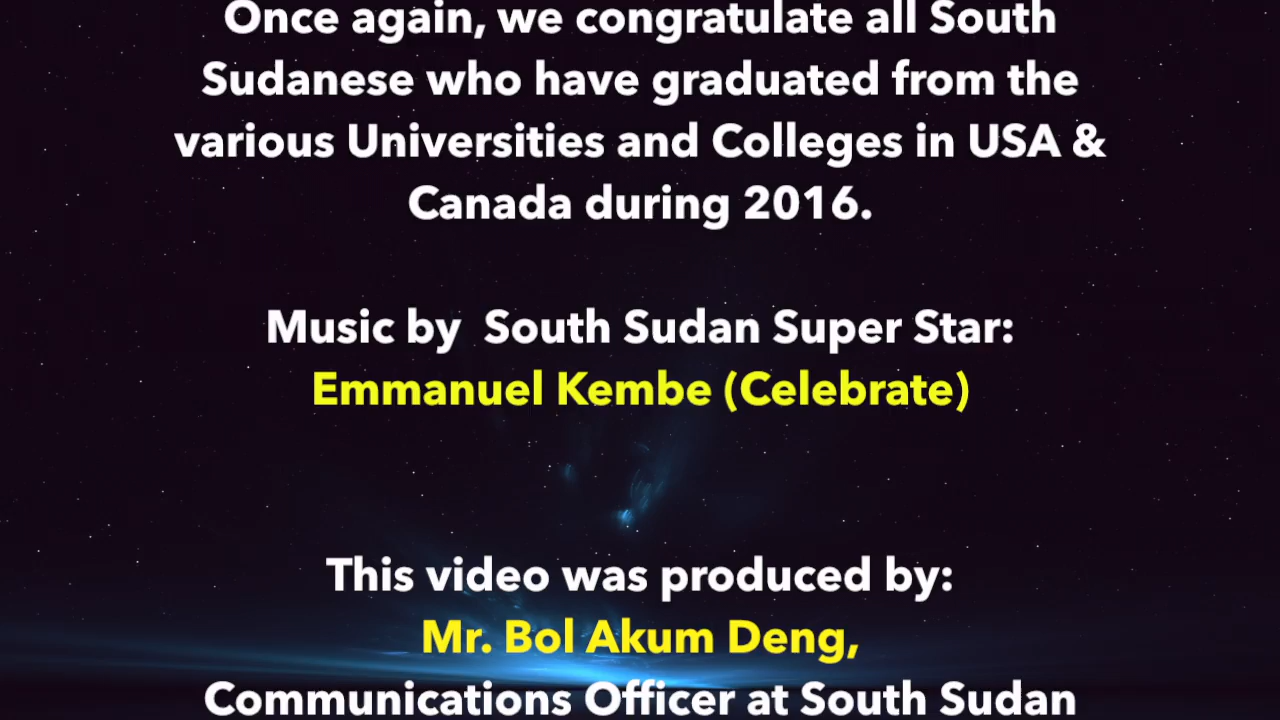 Once again, we congratulate all South
Sudanese who have graduated from the
various Universities and Colleges in USA &
Canada during 2016.
Music by  South Sudan Super Star:
Emmanuel Kembe (Celebrate)
This video was produced by:
Mr. Bol Akum Deng,
Communications Officer at South Sudan